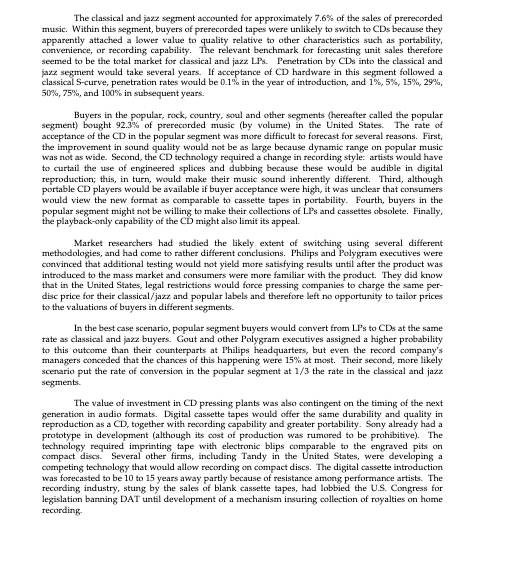 The classical and jazz segment accounted for approximately 7.6% of the sales of prerecorded
music. Within this segment, buyers of prerecorded tapes were unlikely to switch to CDs because they
apparently attached a lower value to quality relative to other characteristics such as portability,
convenience, or recording capability. The relevant benchmark for forecasting unit sales therefore
seemed to be the total market for classical and jazz LPs. Penetration by CDs into the classical and
jazz segment would take several years. If acceptance of CD hardware in this segment followed a
classical S-curve, penetration rates would be 0.1% in the year of introduction, and 1%, 5%, 15%, 29%,
50%, 75%, and 100% in subsequent years.
Buyers in the popular, rock, country, soul and other segments (hereafter called the popular
segment) bought 92.3% of prerecorded music (by volume) in the United States. The rate of
acceptance of the CD in the popular segment was more difficult to forecast for several reasons. First,
the improvement in sound quality would not be as large because dynamic range on popular music
was not as wide. Second, the CD technology required a change in recording style: artists would have
to curtail the use of engineered splices and dubbing because these would be audible in digital
reproduction; this, in turn, would make their music sound inherently different. Third, although
portable CD players would be available if buyer acceptance were high, it was unclear that consumers
would view the new format as comparable to cassette tapes in portability. Fourth, buyers in the
popular segment might not be willing to make their collections of LPs and cassettes obsolete. Finally,
the playback-only capability of the CD might also limit its appeal.
Market researchers had studied the likely extent of switching using several different
methodologies, and had come to rather different conclusions. Philips and Polygram executives were
convinced that additional testing would not yield more satisfying results until after the product was
introduced to the mass market and consumers were more familiar with the product. They did know
that in the United States, legal restrictions would force pressing companies to charge the same per-
disc price for their classical/jazz and popular labels and therefore left no opportunity to tailor prices
to the valuations of buyers in different segments.
In the best case scenario, popular segment buyers would convert from LPs to CDs at the same
rate as classical and jazz buyers. Gout and other Polygram executives assigned a higher probability
to this outcome than their counterparts at Philips headquarters, but even the record company's
managers conceded that the chances of this happening were 15% at most. Their second, more likely
scenario put the rate of conversion in the popular segment at 1/3 the rate in the classical and jazz
segments.
The value of investment in CD pressing plants was also contingent on the timing of the next
generation in audio formats. Digital cassette tapes would offer the same durability and quality in
reproduction as a CD, together with recording capability and greater portability. Sony already had a
prototype in development (although its cost of production was rumored to be prohibitive). The
technology required imprinting tape with electronic blips comparable to the engraved pits on
compact discs. Several other firms, including Tandy in the United States, were developing a
competing technology that would allow recording on compact discs. The digital cassette introduction
was forecasted to be 10 to 15 years away partly because of resistance among performance artists. The
recording industry, stung by the sales of blank cassette tapes, had lobbied the U.S. Congress for
legislation banning DAT until development of a mechanism insuring collection of royalties on home
recording.